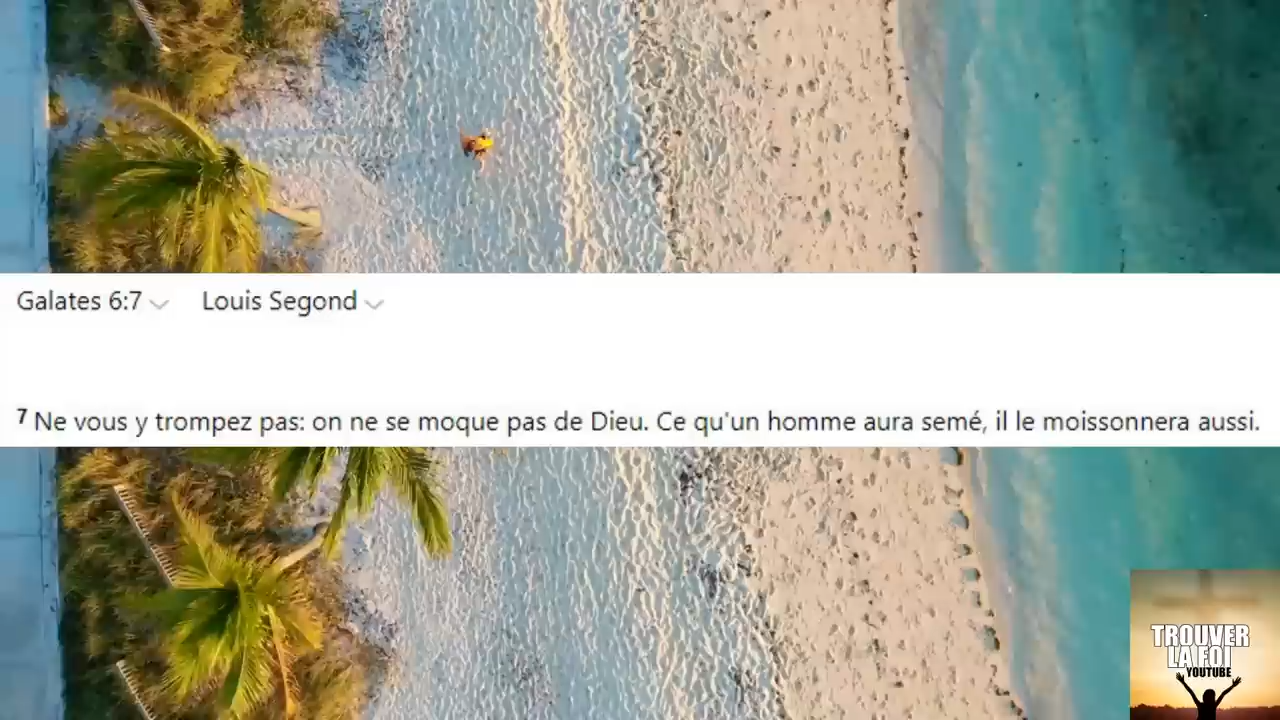 Galates 6:7 Louis Segond
7 Ne vous y trompez pas: on ne se moque pas de Dieu. Ce qu'un homme aura semé, il le moissonnera aussi.
TROUVER
LA FOI
YOUTUBE